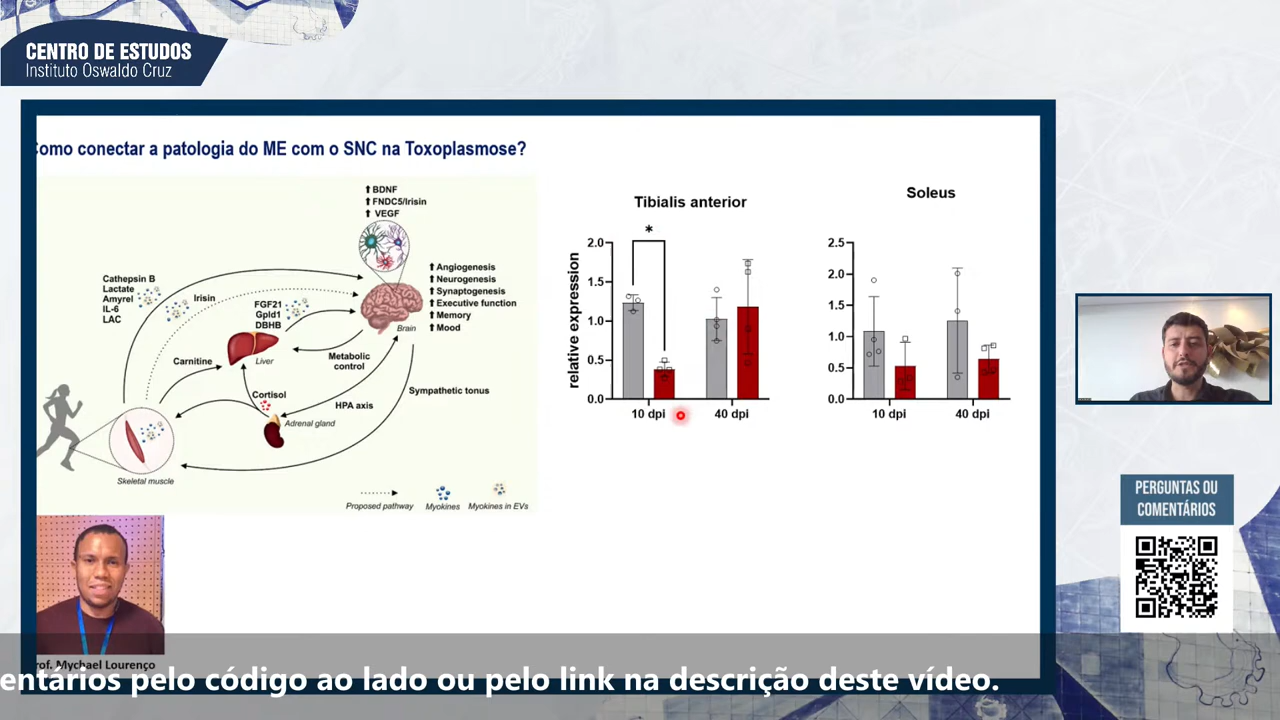 CENTRO DE ESTUDOS
Instituto Oswaldo Cruz
Como conectar a patologia do ME com o SNC na Toxoplasmose?
BDNF
FNDC5/Irisin
VEGF
Cathepsin B
Lactate
Amyrel
IL-6
LAC
Irisin
FGF21
Gpld1
DBHB
Angiogenesis
Neurogenesis
Synaptogenesis
Executive function
Memory
Mood
Brain
Liver
Carnitine
Metabolic
control
Sympathetic tonus
Cortisol
HPA axis
Adrenal gland
Skeletal muscle
Proposed pathway
Myokines
Myokines in EVs
Tibialis anterior
*
relative expression
2.0
1.5
1.0
0.5
0.0
10 dpi
40 dpi
Soleus
2.5
2.0
1.5
1.0
0.5
0.0
10 dpi
40 dpi
PERGUNTAS OU
COMENTÁRIOS
rof. Mychael Lourenço
entários pelo código ao lado ou pelo link na descrição deste vídeo.